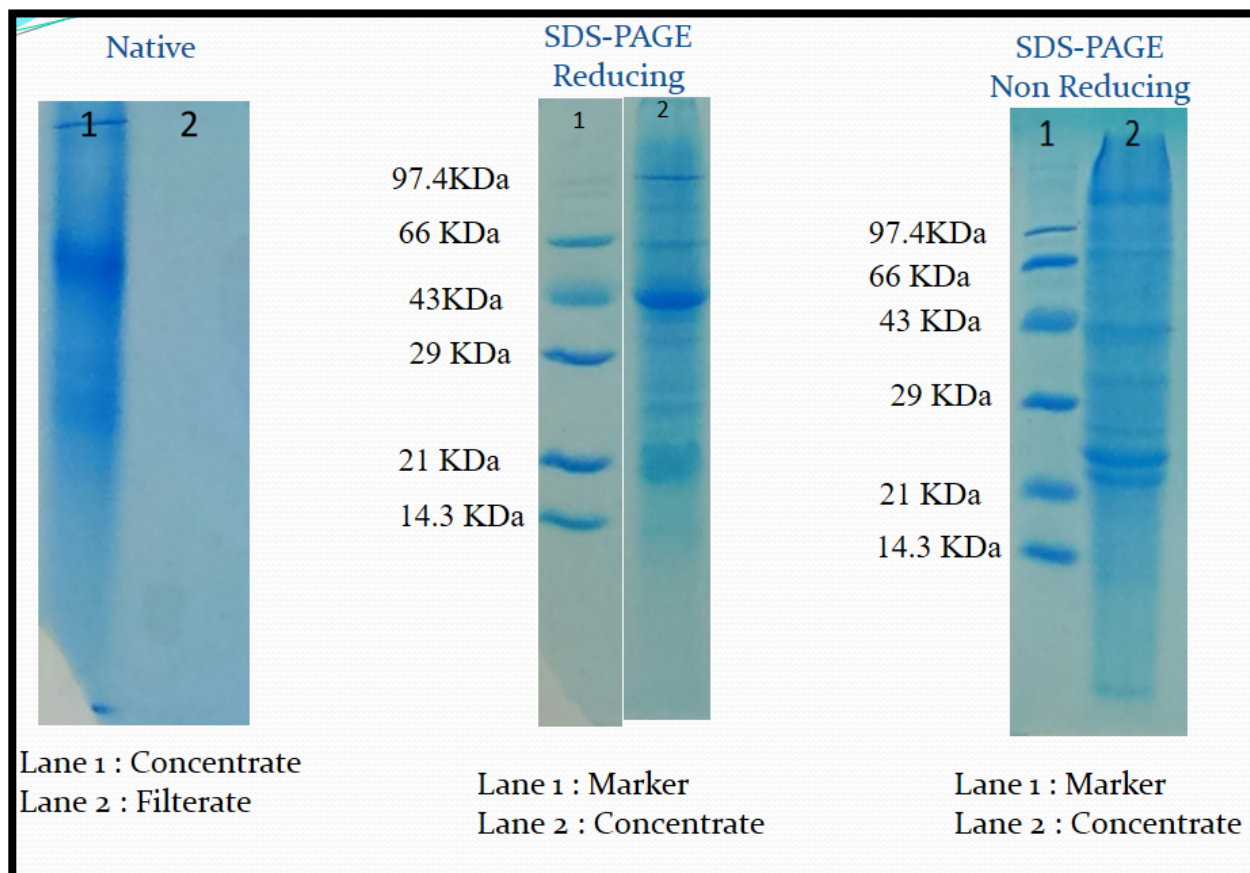 Native
1 2
Lane 1 : Concentrate
Lane 2 : Filterate
SDS-PAGE
Reducing
1 2
97.4KDa
66 KDa
43KDa
29 KDa
21 KDa
14.3 KDa
Lane 1 : Marker
Lane 2 : Concentrate
SDS-PAGE
Non Reducing
1 2
97.4KDa
66 KDa
43 KDa
29 KDa
21 KDa
14.3 KDa
Lane 1 : Marker
Lane 2 : Concentrate